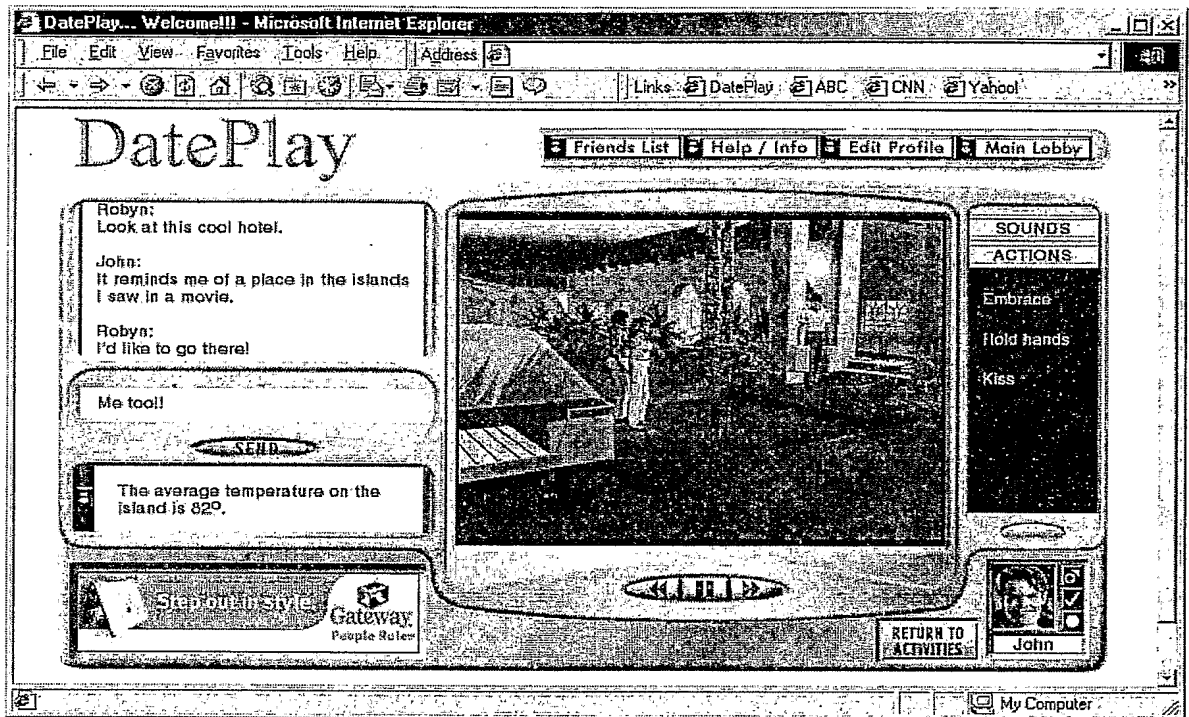 DatePlay... Welcome!!! - Microsoft Internet Explorer
File Edit View Favorites Tools Help Address
Links DatePlay ABC CNN Yahoo!
DatePlay
Friends List Help / Info Edit Profile Main Lobby
Robyn:
Look at this cool hotel.
John:
It reminds me of a place in the islands
I saw in a movie.
Robyn:
I'd like to go there!
Me too!!
SEND
The average temperature on the
island is 82º.
Step out in style.
Gateway
People Rule
SOUNDS
ACTIONS
Embrace
Hold hands
Kiss
RETURN TO
ACTIVITIES
John
My Computer